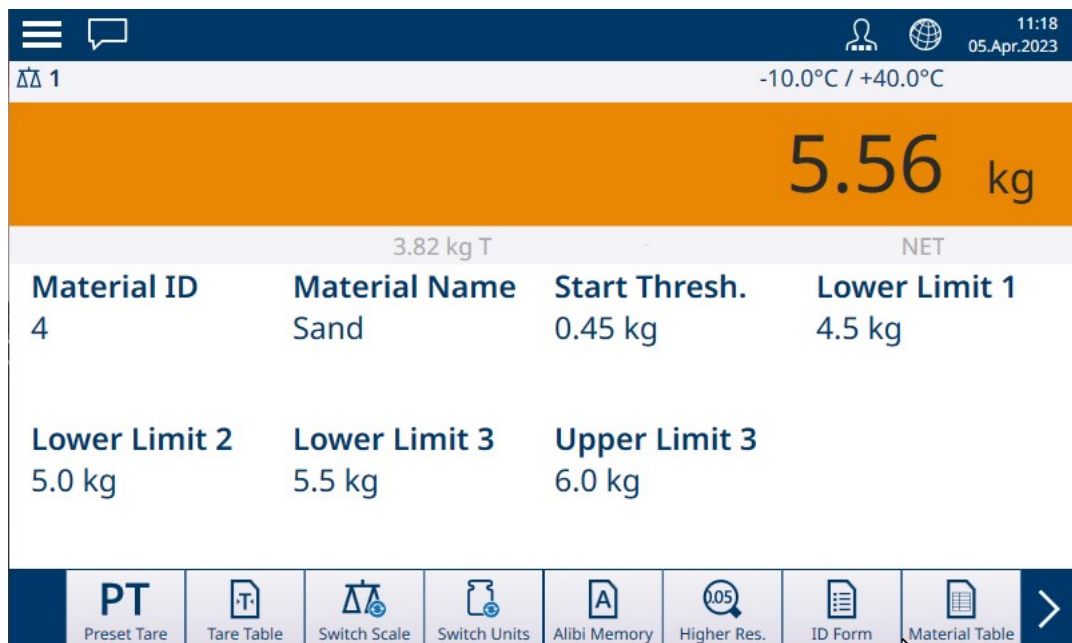 11:18
05.Apr.2023
1
-10.0°C / +40.0°C
5.56 kg
3.82 kg T NET
Material ID Material Name Start Thresh. Lower Limit 1
4 Sand 0.45 kg 4.5 kg
Lower Limit 2 Lower Limit 3 Upper Limit 3
5.0 kg 5.5 kg 6.0 kg
PT T A 0.05
Preset Tare Tare Table Switch Scale Switch Units Alibi Memory Higher Res. ID Form Material Table